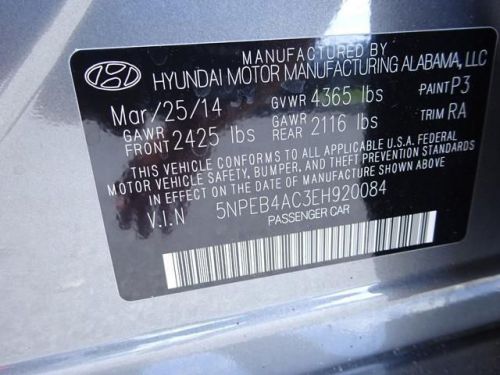 MANUFACTURED BY
HYUNDAI MOTOR MANUFACTURING ALABAMA, LLC
Mar/25/14 GVWR 4365 lbs PAINT P3
GAWR FRONT 2425 lbs GAWR REAR 2116 lbs TRIM RA
THIS VEHICLE CONFORMS TO ALL APPLICABLE U.S.A. FEDERAL
MOTOR VEHICLE SAFETY, BUMPER, AND THEFT PREVENTION STANDARDS
IN EFFECT ON THE DATE OF MANUFACTURE SHOWN ABOVE.
V.I.N 5NPEB4AC3EH920084
PASSENGER CAR